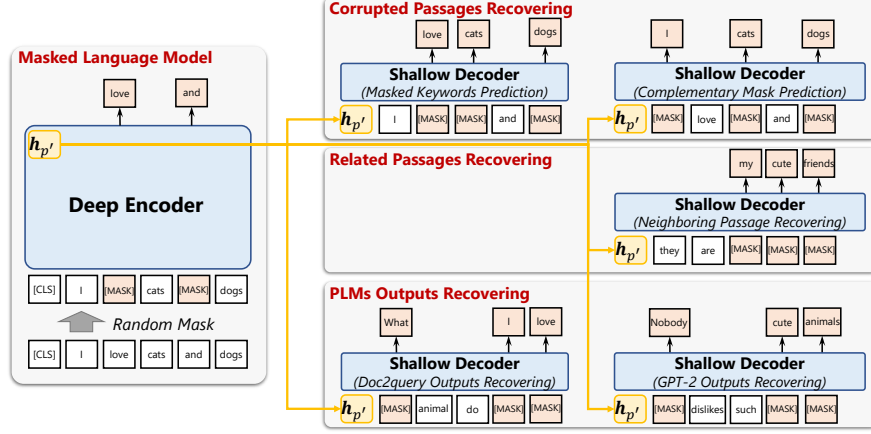 Masked Language Model
love and
h_p'
Deep Encoder
[CLS] I [MASK] cats [MASK] dogs
Random Mask
[CLS] I love cats and dogs
Corrupted Passages Recovering
love cats dogs
Shallow Decoder
(Masked Keywords Prediction)
h_p' I [MASK] [MASK] and [MASK]
I cats dogs
Shallow Decoder
(Complementary Mask Prediction)
h_p' [MASK] love [MASK] and [MASK]
Related Passages Recovering
my cute friends
Shallow Decoder
(Neighboring Passage Recovering)
h_p' they are [MASK] [MASK] [MASK]
PLMs Outputs Recovering
What I love
Shallow Decoder
(Doc2query Outputs Recovering)
h_p' [MASK] animal do [MASK] [MASK]
Nobody cute animals
Shallow Decoder
(GPT-2 Outputs Recovering)
h_p' [MASK] dislikes such [MASK] [MASK]